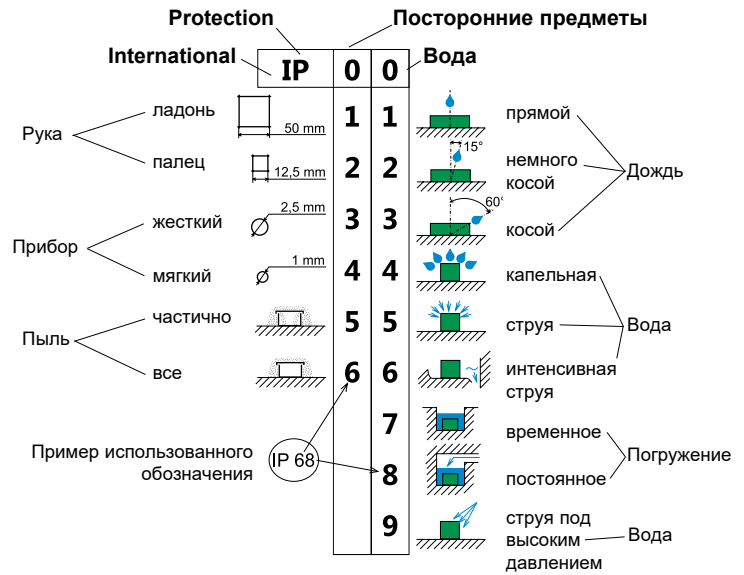 Protection
Посторонние предметы
International
IP 0 0
Вода
Рука
ладонь
50 mm
1 1
прямой
палец
12,5 mm
2 2
15°
немного
косой
Дождь
Прибор
жесткий
2,5 mm
3 3
60°
косой
мягкий
1 mm
4 4
капельная
Пыль
частично
5 5
струя
Вода
все
6 6
интенсивная
струя
7
временное
Погружение
Пример использованного
обозначения
IP 68
8
постоянное
9
струя под
высоким
давлением
Вода